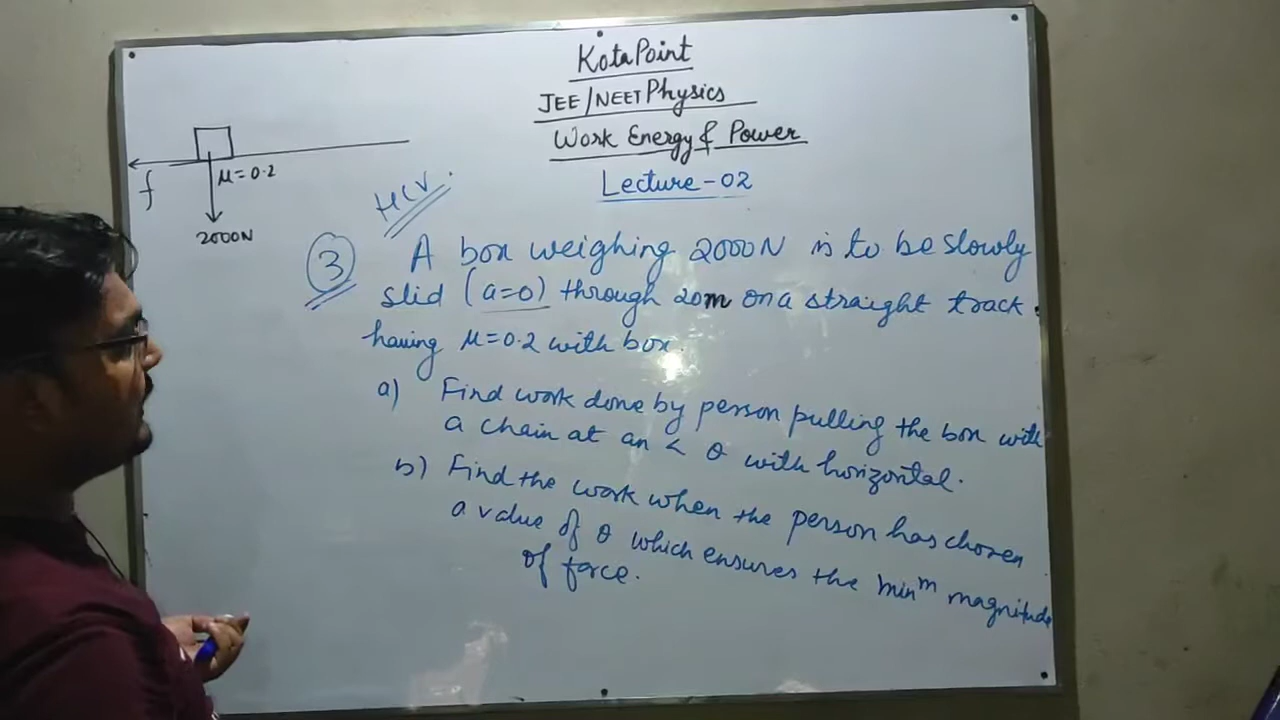 KotaPoint
JEE/NEET Physics
Work Energy & Power
Lecture-02
HCV.
f
μ=0.2
2000N
3 A box weighing 2000N is to be slowly
slid (a=0) through 20m on a straight track
having μ=0.2 with box.
a) Find work done by person pulling the box with
a chain at an < θ with horizontal.
b) Find the work when the person has chosen
a value of θ which ensures the minᵐ magnitude
of force.